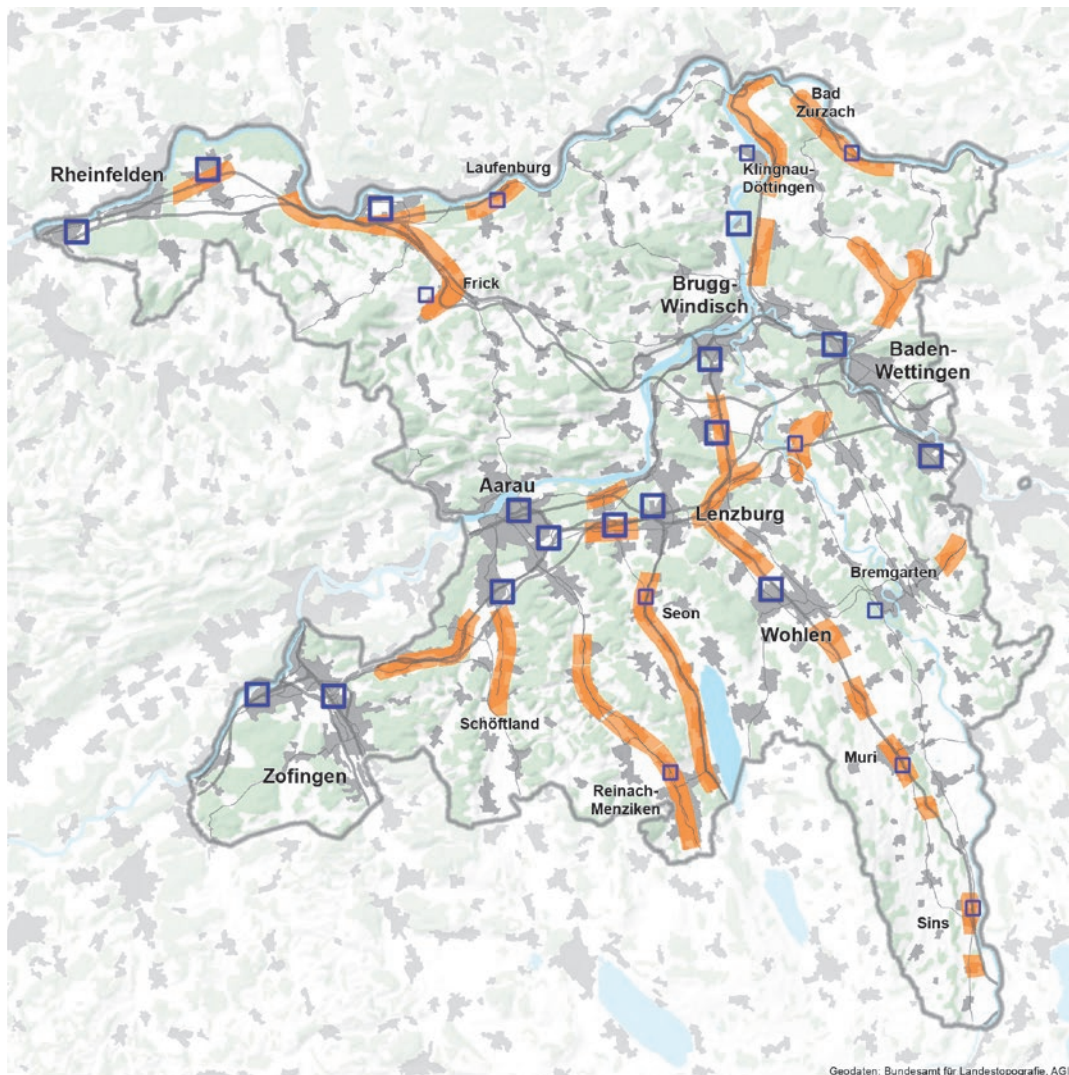 Bad
Zurzach
Rheinfelden
Laufenburg
Klingnau-
Döttingen
Frick
Brugg-
Windisch
Baden-
Wettingen
Aarau
Lenzburg
Bremgarten
Seon
Wohlen
Schöftland
Muri
Zofingen
Reinach-
Menziken
Sins
Geodaten: Bundesamt für Landestopografie, AGI